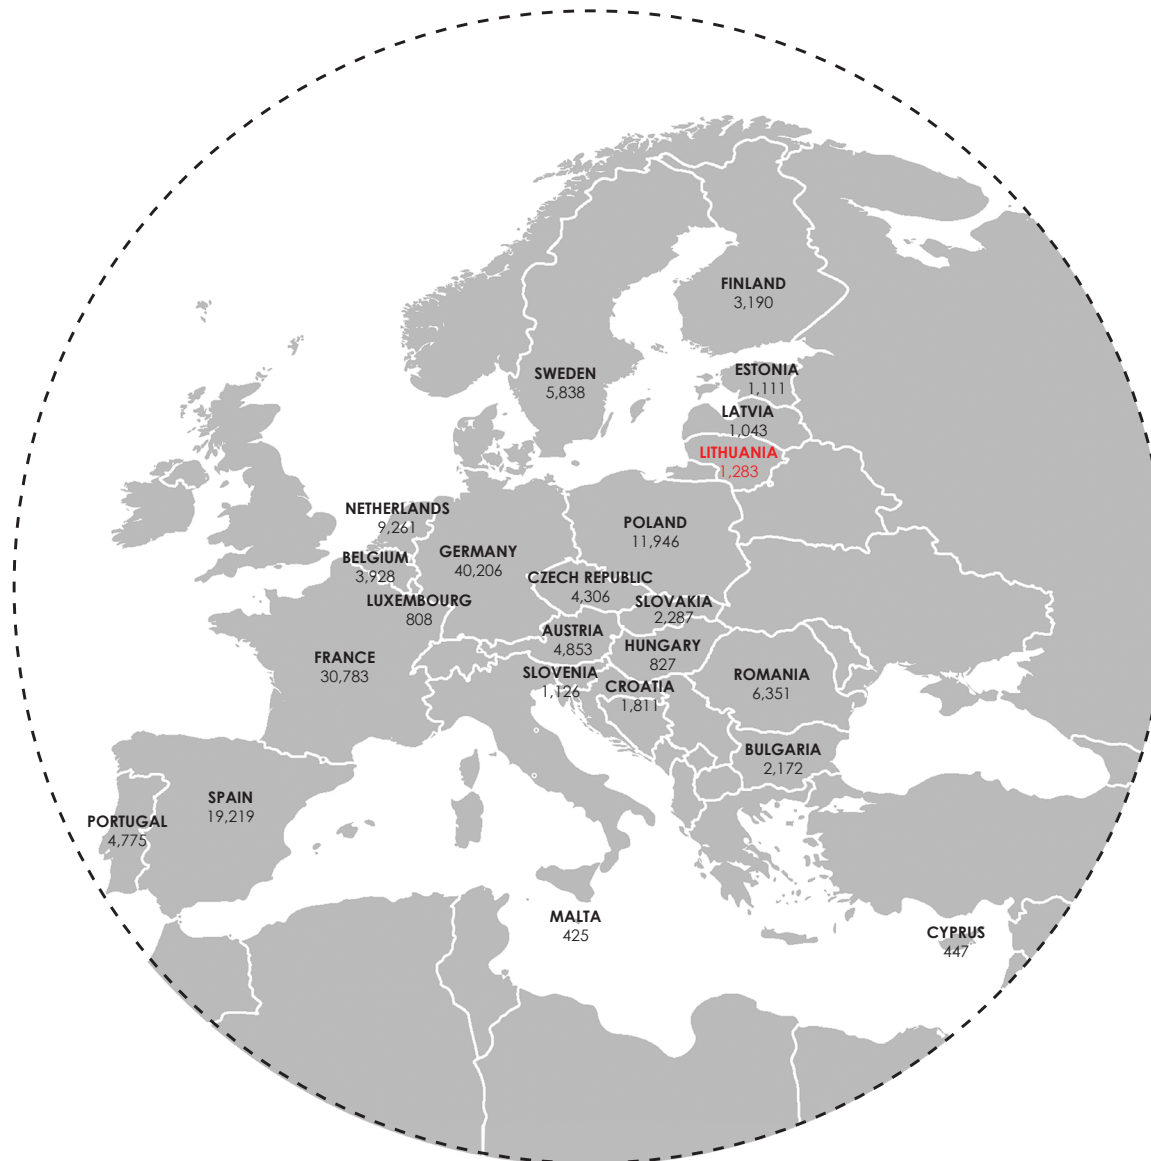 FINLAND
3,190
SWEDEN
5,838
ESTONIA
1,111
LATVIA
1,043
LITHUANIA
1,283
NETHERLANDS
9,261
POLAND
11,946
BELGIUM
3,928
GERMANY
40,206
CZECH REPUBLIC
4,306
LUXEMBOURG
808
SLOVAKIA
2,287
AUSTRIA
4,853
HUNGARY
827
FRANCE
30,783
SLOVENIA
1,126
CROATIA
1,811
ROMANIA
6,351
BULGARIA
2,172
SPAIN
19,219
PORTUGAL
4,775
MALTA
425
CYPRUS
447